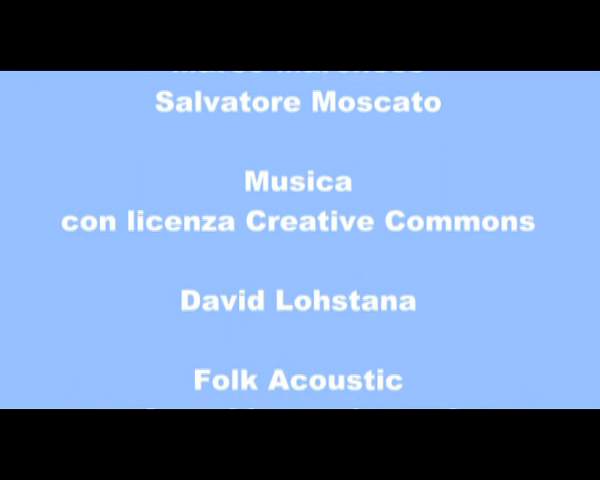 Salvatore Moscato
Musica
con licenza Creative Commons
David Lohstana
Folk Acoustic